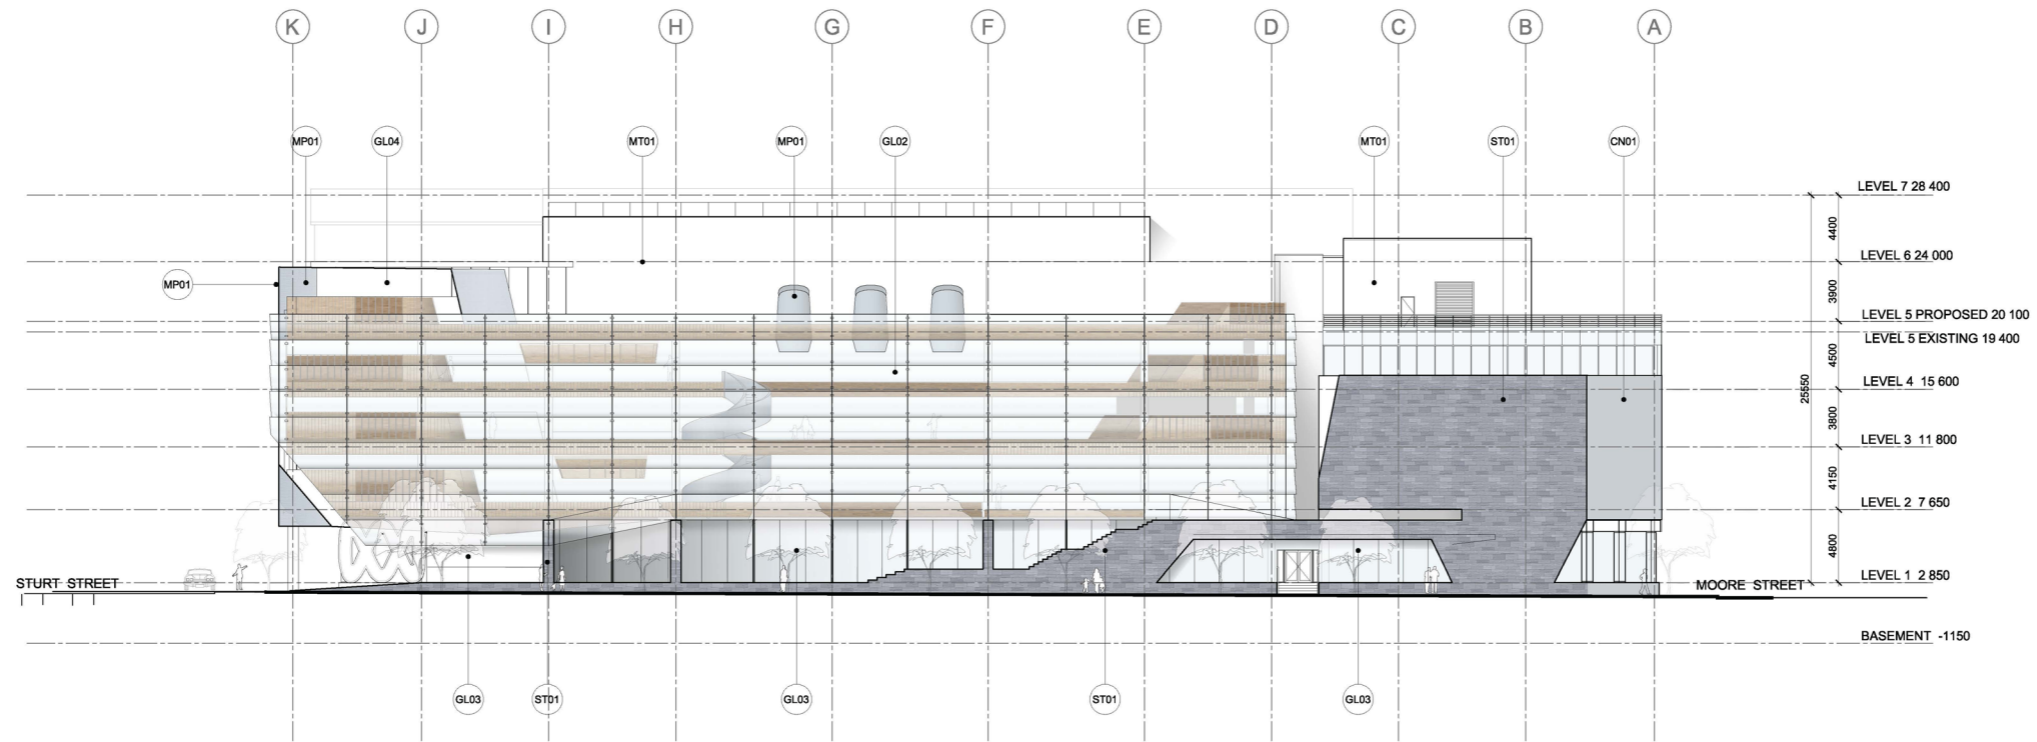 K J I H G F E D C B A
MP01 GL04 MT01 MP01 GL02 MT01 ST01 CN01
LEVEL 7 28 400
4400
LEVEL 6 24 000
MP01
3900
LEVEL 5 PROPOSED 20 100
LEVEL 5 EXISTING 19 400
4500
LEVEL 4 15 600
25550
3800
LEVEL 3 11 800
4150
LEVEL 2 7 650
4800
STURT STREET
LEVEL 1 2 850
MOORE STREET
BASEMENT -1150
GL03 ST01 GL03 ST01 GL03